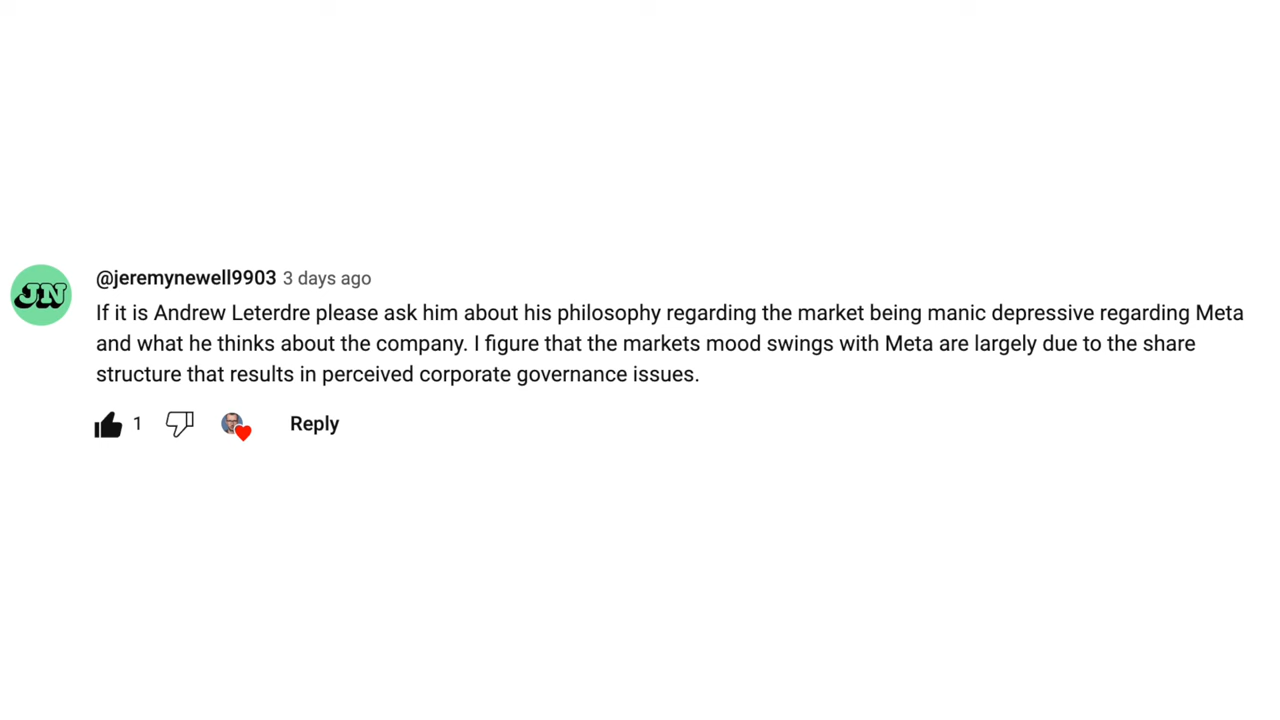 JN
@jeremynewell9903 3 days ago
If it is Andrew Leterdre please ask him about his philosophy regarding the market being manic depressive regarding Meta
and what he thinks about the company. I figure that the markets mood swings with Meta are largely due to the share
structure that results in perceived corporate governance issues.
1 Reply